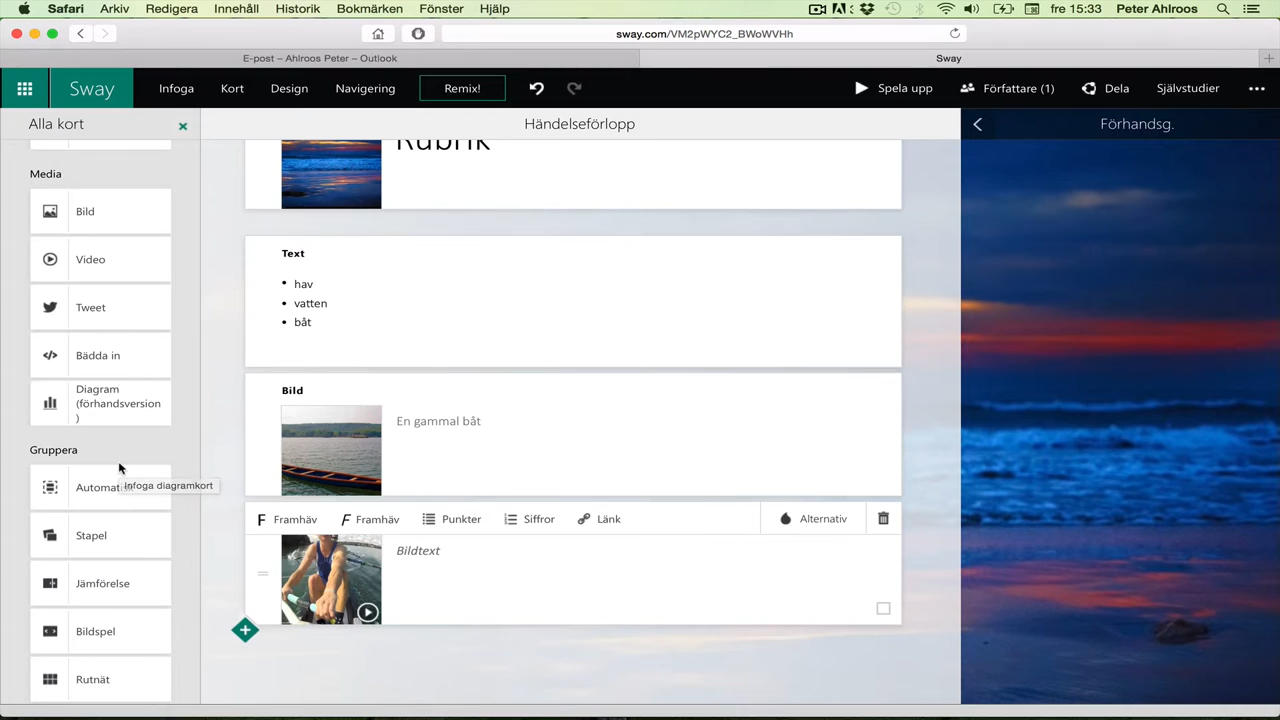 Safari Arkiv Redigera Innehåll Historik Bokmärken Fönster Hjälp fre 15:33 Peter Ahlroos
sway.com/VM2pWYC2_BWoWVHh
E-post – Ahlroos Peter – Outlook Sway
Sway Infoga Kort Design Navigering Remix! Spela upp Författare (1) Dela Självstudier
Alla kort Händelseförlopp Förhandsg.
Rubrik
Media
Bild
Video
Tweet
Bädda in
Diagram
(förhandsversion
)
Gruppera
Infoga diagramkort
Stapel
Jämförelse
Bildspel
Rutnät
Text
• hav
• vatten
• båt
Bild
En gammal båt
F Framhäv F Framhäv Punkter Siffror Länk Alternativ
Bildtext